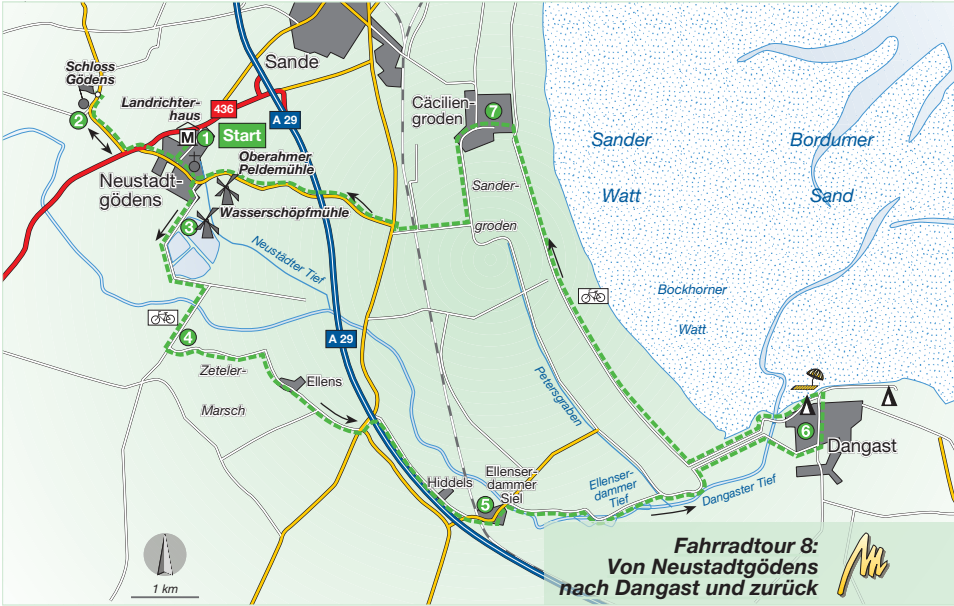 Schloss
Gödens
2
Landrichter-
haus
M
1
Start
436
A 29
Sande
Cäcilien-
groden
7
Sander
Watt
Bordumer
Sand
Oberahmer
Peldemühle
Neustadt-
gödens
Wasserschöpfmühle
3
Sander-
groden
Neustädter Tief
Bockhorner
Watt
A 29
4
Zeteler-
Marsch
Ellens
Petersgraben
6
Dangast
Hiddels
Ellenser-
dammer
Siel
5
Ellenser-
dammer
Tief
Dangaster Tief
1 km
Fahrradtour 8:
Von Neustadtgödens
nach Dangast und zurück